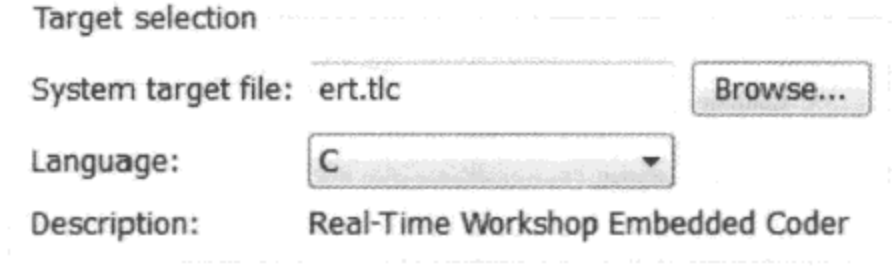 Target selection
System target file: ert.tlc Browse...
Language: C
Description: Real-Time Workshop Embedded Coder